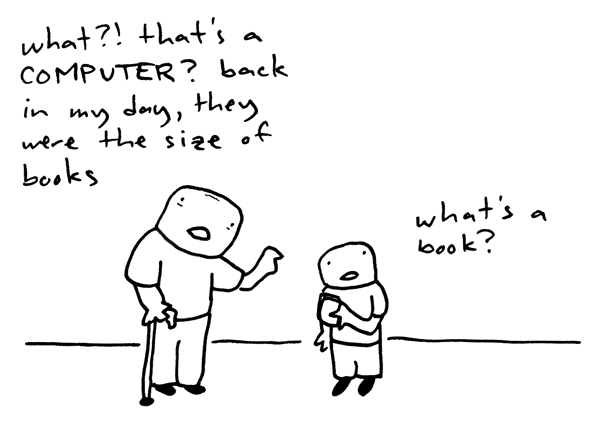 what?! that's a
COMPUTER? back
in my day, they
were the size of
books
what's a
book?